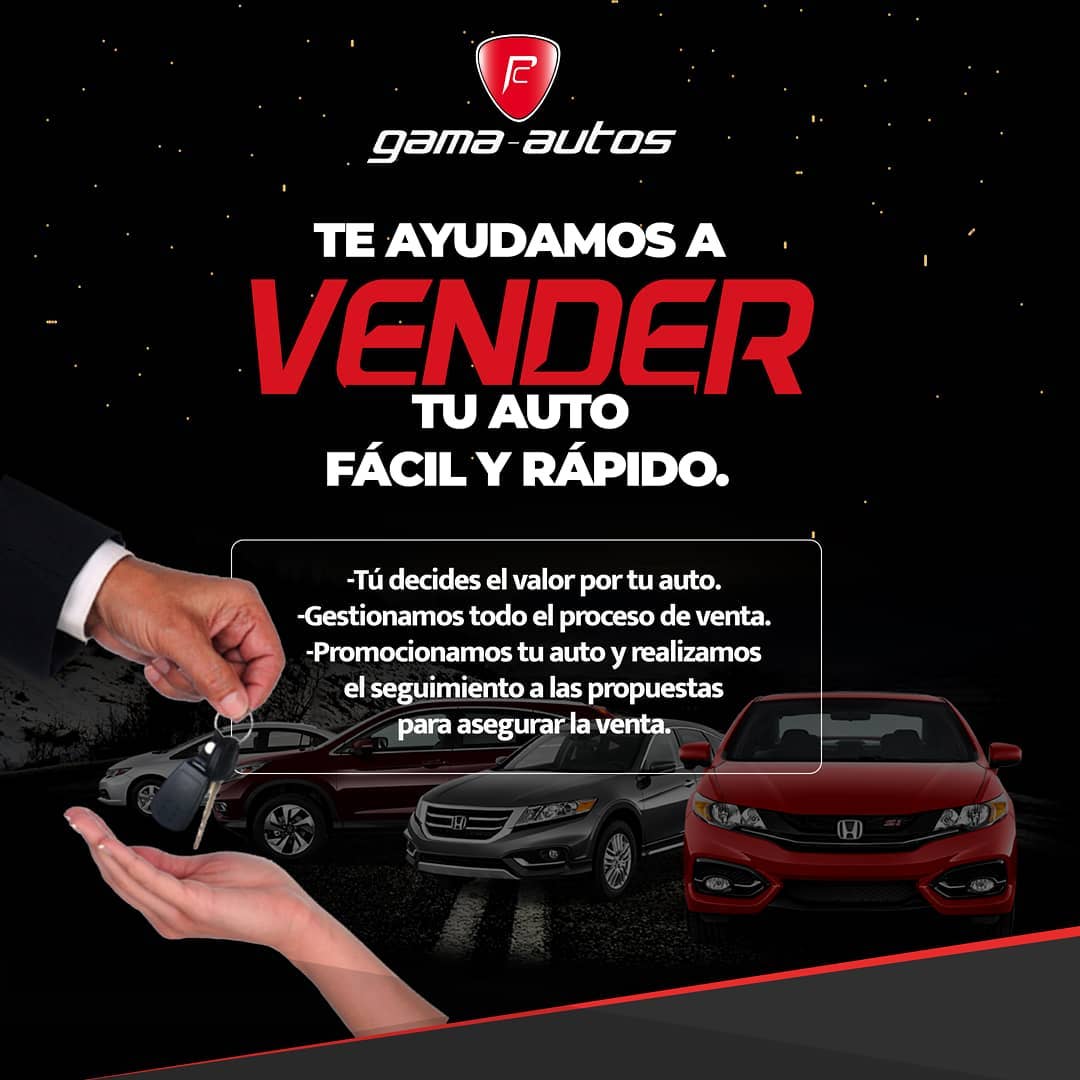 gama-autos
TE AYUDAMOS A
VENDER
TU AUTO
FÁCIL Y RÁPIDO.
-Tú decides el valor por tu auto.
-Gestionamos todo el proceso de venta.
-Promocionamos tu auto y realizamos
el seguimiento a las propuestas
para asegurar la venta.
Si